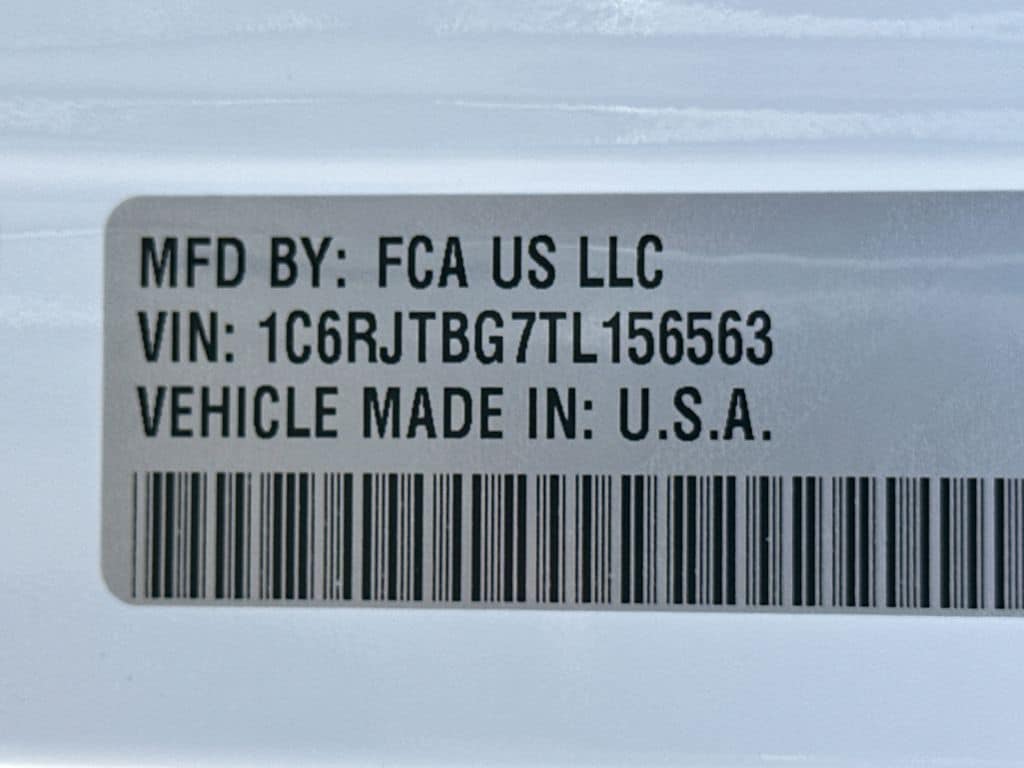 MFD BY: FCA US LLC
VIN: 1C6RJTBG7TL156563
VEHICLE MADE IN: U.S.A.